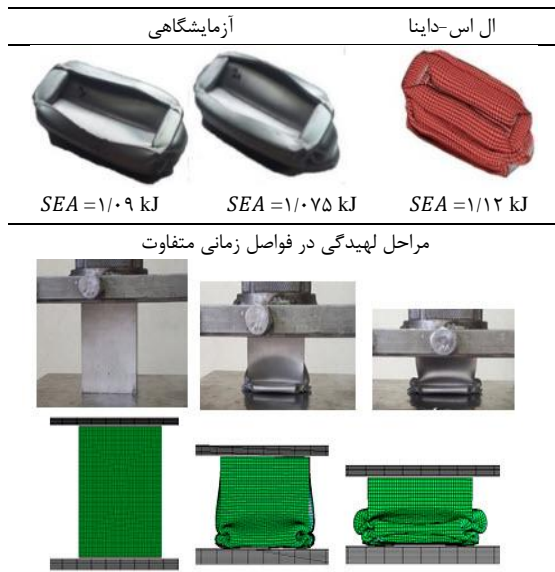 آزمایشگاهی ال اس-داینا
SEA =۱/۰۹ kJ SEA =۱/۰۷۵ kJ SEA =۱/۱۲ kJ
مراحل لهیدگی در فواصل زمانی متفاوت